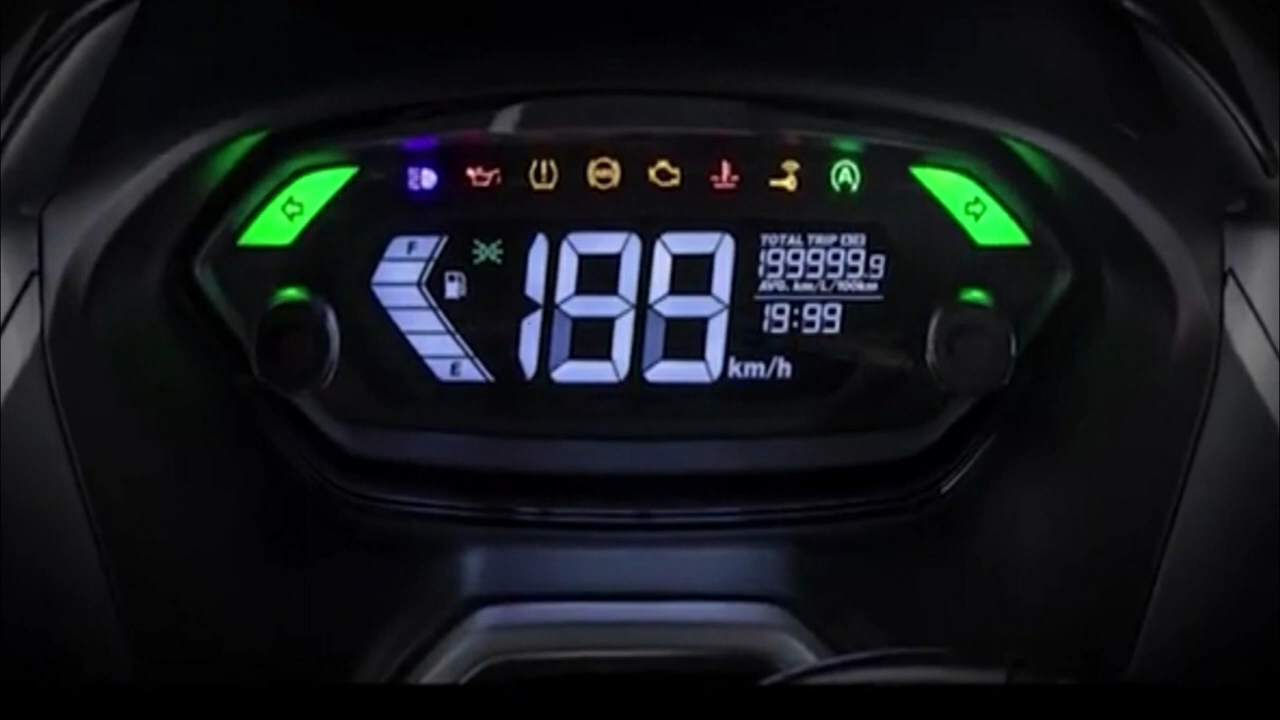 A
F
188
TOTAL TRIP
199999.9
AVG. km/L/100km
19:99
km/h
E